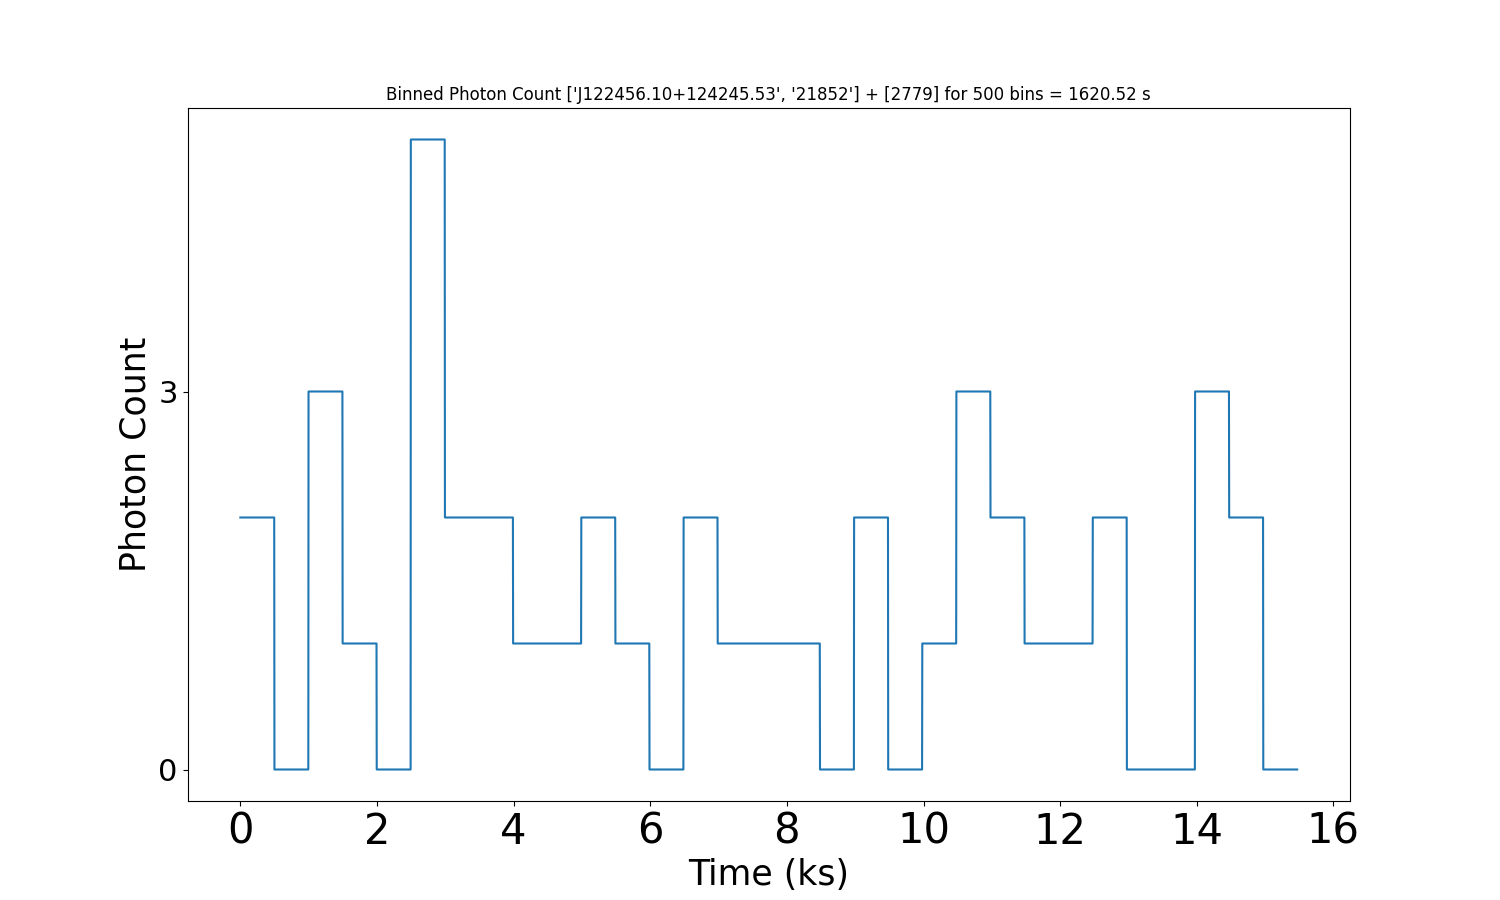 Binned Photon Count ['J122456.10+124245.53', '21852'] + [2779] for 500 bins = 1620.52 s
Photon Count
3
0
0 2 4 6 8 10 12 14 16
Time (ks)